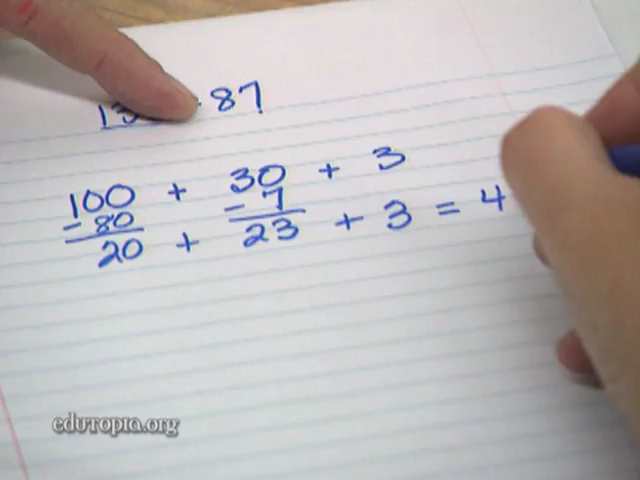 13 - 87
100 + 30 + 3
- 80 - 7
20 + 23 + 3 = 4
edutopia.org